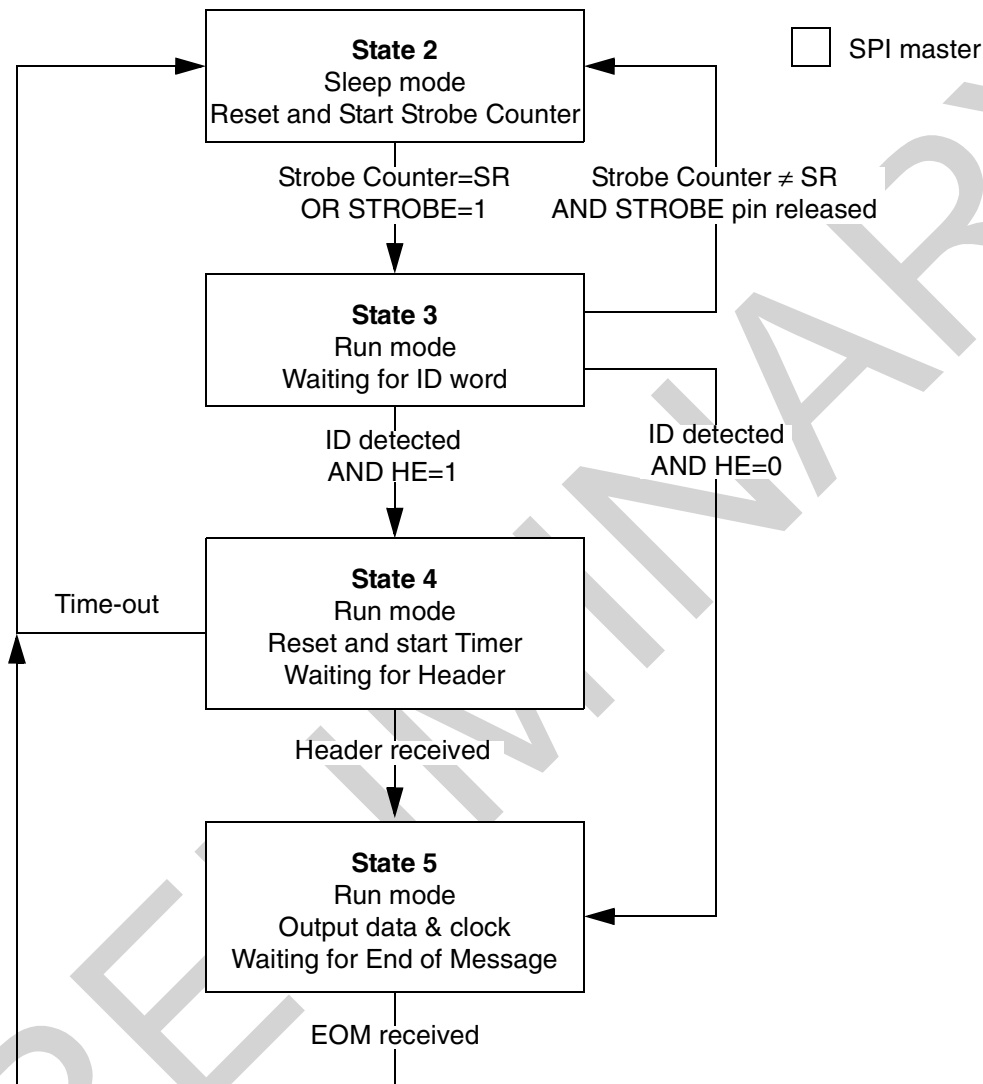 State 2
Sleep mode
Reset and Start Strobe Counter
SPI master
Strobe Counter=SR
OR STROBE=1
Strobe Counter ≠ SR
AND STROBE pin released
State 3
Run mode
Waiting for ID word
ID detected
AND HE=1
ID detected
AND HE=0
State 4
Run mode
Reset and start Timer
Waiting for Header
Time-out
Header received
State 5
Run mode
Output data & clock
Waiting for End of Message
EOM received